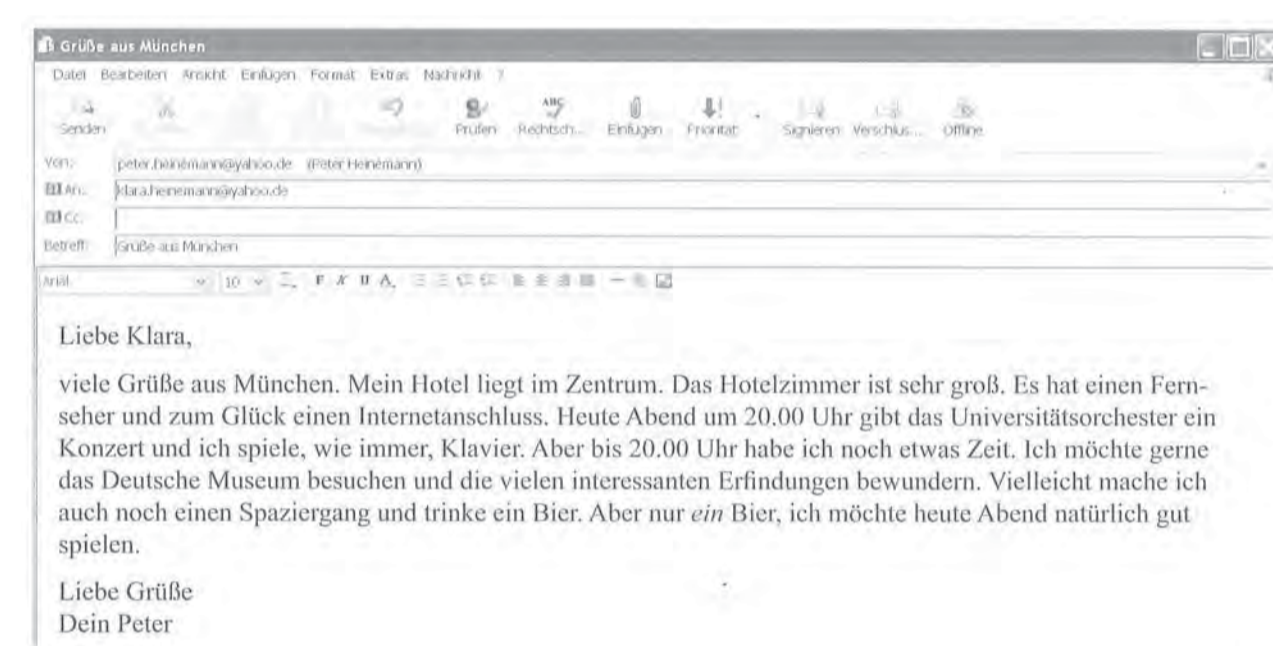 Grüße aus München
Datei Bearbeiten Ansicht Einfügen Format Extras Nachricht ?
Senden Prüfen Rechtsch... Einfügen Priorität Signieren Verschlüs... Offline
Von: peter.heinemann@yahoo.de (Peter Heinemann)
An: klara.heinemann@yahoo.de
Cc:
Betreff: Grüße aus München
Arial 10 F K U A
Liebe Klara,
viele Grüße aus München. Mein Hotel liegt im Zentrum. Das Hotelzimmer ist sehr groß. Es hat einen Fern-
seher und zum Glück einen Internetanschluss. Heute Abend um 20.00 Uhr gibt das Universitätsorchester ein
Konzert und ich spiele, wie immer, Klavier. Aber bis 20.00 Uhr habe ich noch etwas Zeit. Ich möchte gerne
das Deutsche Museum besuchen und die vielen interessanten Erfindungen bewundern. Vielleicht mache ich
auch noch einen Spaziergang und trinke ein Bier. Aber nur ein Bier, ich möchte heute Abend natürlich gut
spielen.
Liebe Grüße
Dein Peter